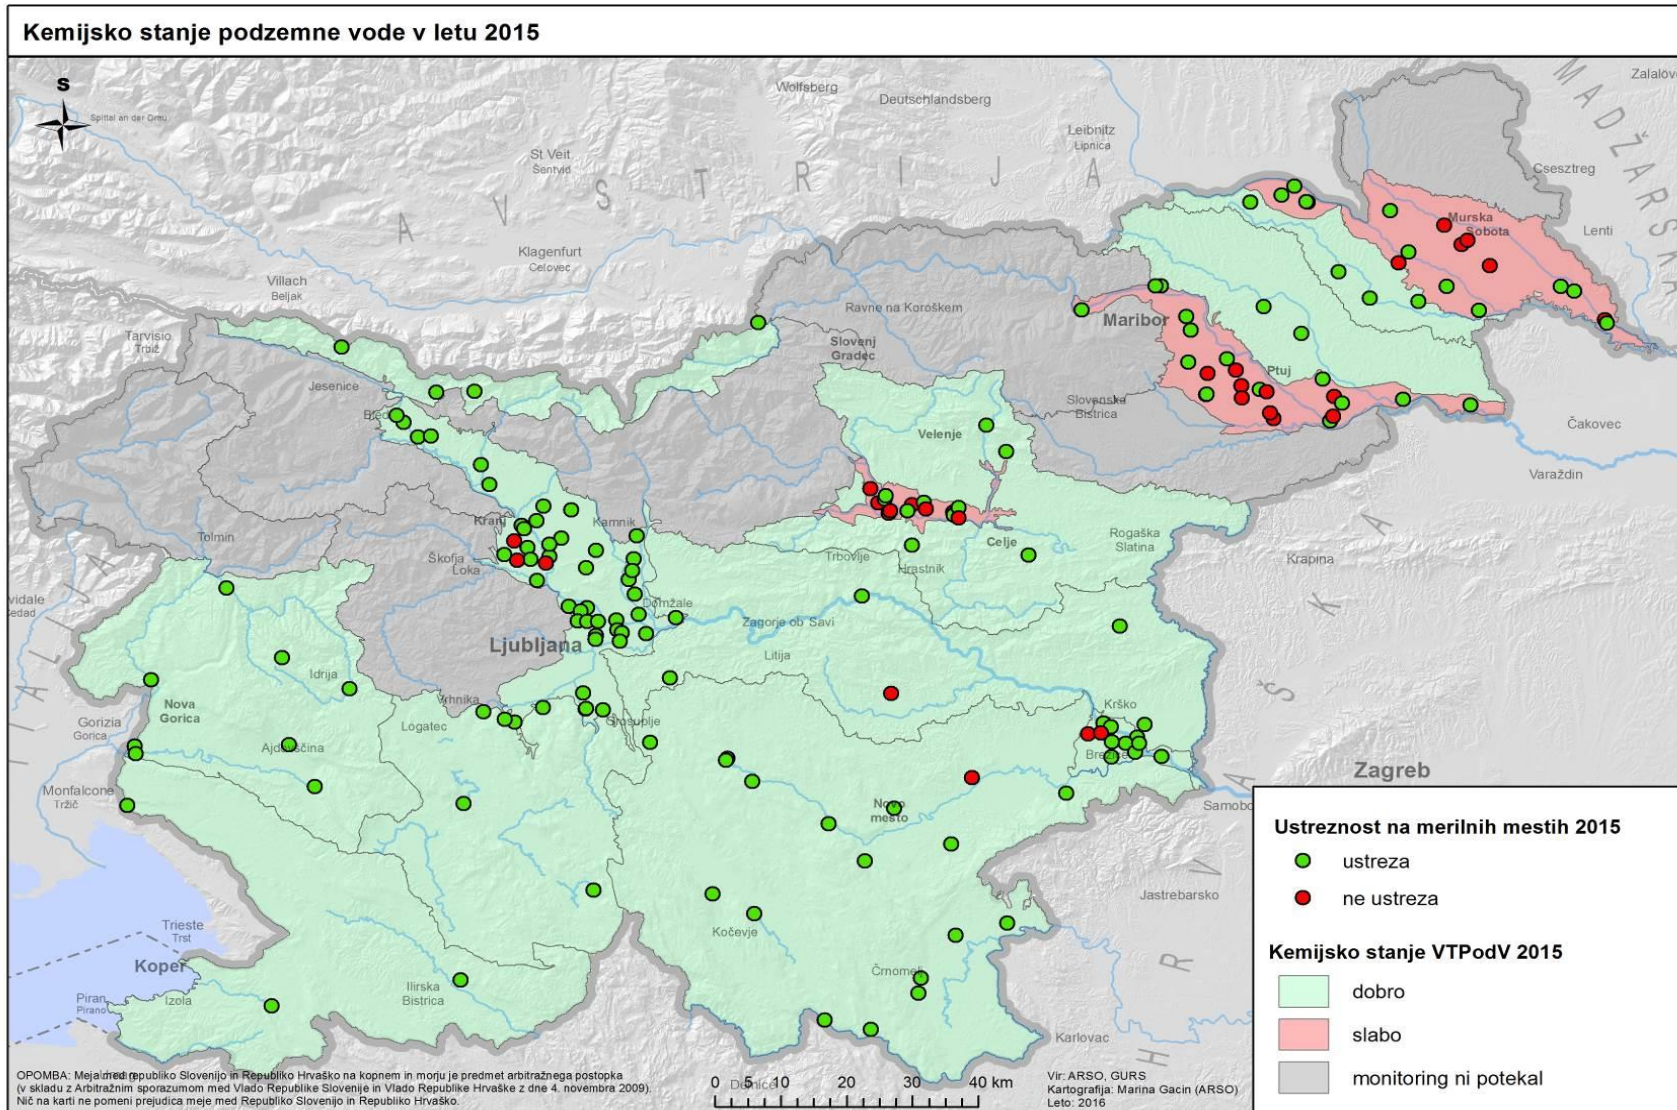 Kemijsko stanje podzemne vode v letu 2015
S
Spittal an der Drau
Wolfsberg
Deutschlandsberg
Leibnitz
Lipnica
St Veit
Šentvid
AVSTRIJA
MADŽARSKA
Csesztreg
Lenti
Klagenfurt
Celovec
Villach
Beljak
Tarvisio
Trbiž
Murska
Sobota
Ravne na Koroškem
Maribor
Slovenj
Gradec
Jesenice
Bled
Ptuj
Slovenska
Bistrica
Čakovec
Varaždin
Velenje
Kranj
Kamnik
Tolmin
Škofja
Loka
Celje
Rogaška
Slatina
Krapina
Trbovlje
Hrastnik
Domžale
Zagorje ob Savi
Ljubljana
Litija
ITALIJA
Idrija
Vrhnika
Logatec
Grosuplje
Nova
Gorica
Gorizia
Gorica
Ajdovščina
Krško
Brežice
Zagreb
Samobor
Monfalcone
Tržič
Novo
mesto
HRVAŠKA
Jastrebarsko
Trieste
Trst
Koper
Kočevje
Piran
Pirano
Izola
Ilirska
Bistrica
Črnomelj
Karlovac
Ustreznost na merilnih mestih 2015
ustreza
ne ustreza
Kemijsko stanje VTPodV 2015
dobro
slabo
monitoring ni potekal
OPOMBA: Meja med Republiko Slovenijo in Republiko Hrvaško na kopnem in morju je predmet arbitražnega postopka
(v skladu z Arbitražnim sporazumom med Vlado Republike Slovenije in Vlado Republike Hrvaške z dne 4. novembra 2009).
Nič na karti ne pomeni prejudica meje med Republiko Slovenijo in Republiko Hrvaško.
0 10 20 30 40 km
Vir: ARSO, GURS
Kartografija: Marina Gacin (ARSO)
Leto: 2016